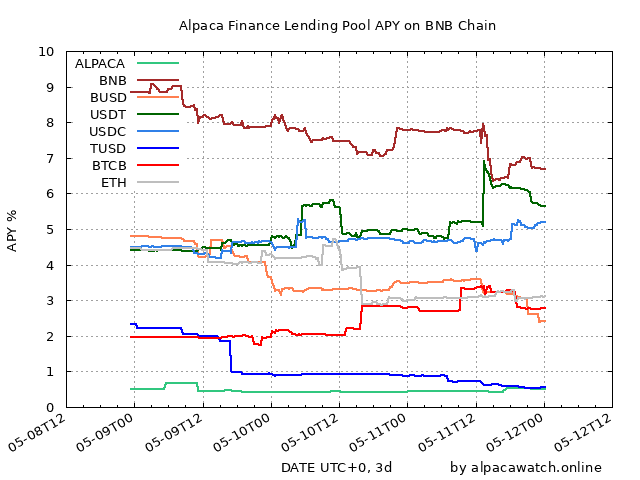 Alpaca Finance Lending Pool APY on BNB Chain
10
9
8
7
6
5
4
3
2
1
0
APY %
ALPACA
BNB
BUSD
USDT
USDC
TUSD
BTCB
ETH
05-08T12
05-09T00
05-09T12
05-10T00
05-10T12
05-11T00
05-11T12
05-12T00
05-12T12
DATE UTC+0, 3d
by alpacawatch.online